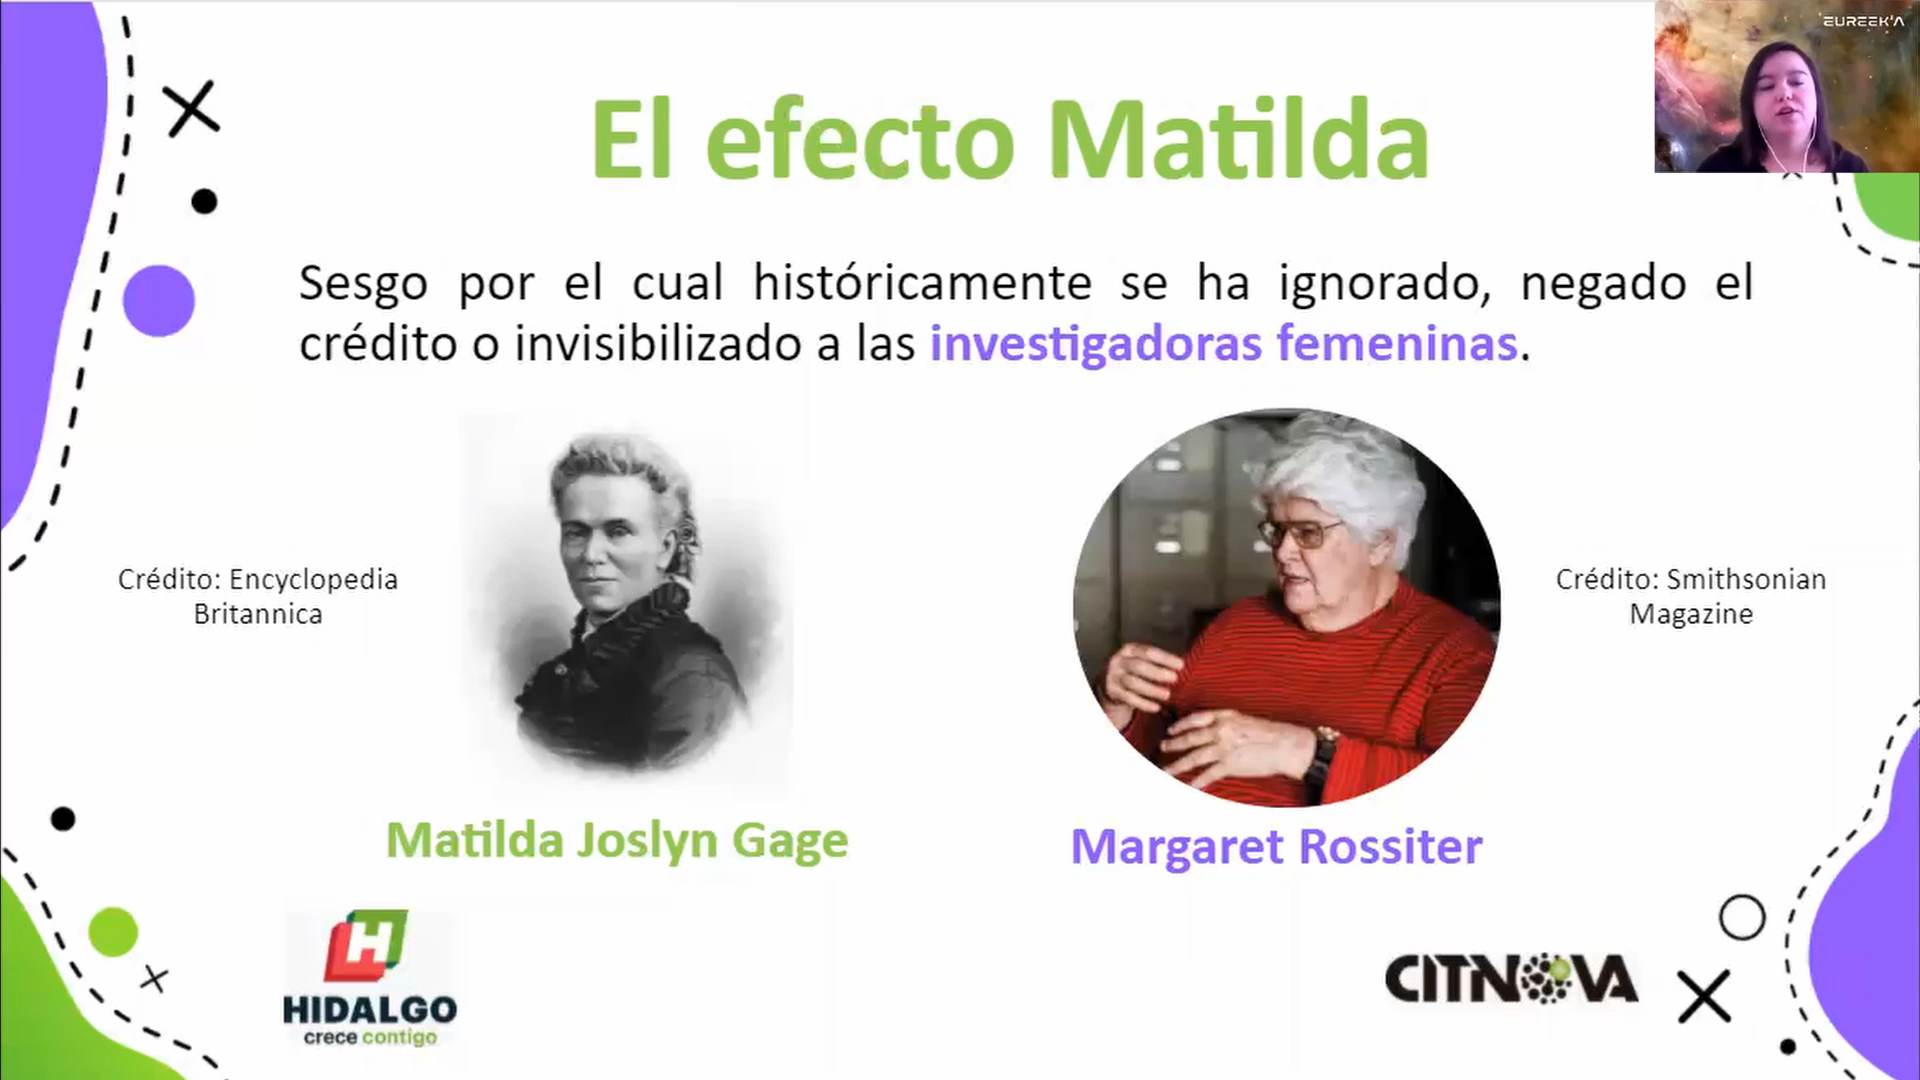 EUREEK'A
El efecto Matilda
Sesgo por el cual históricamente se ha ignorado, negado el
crédito o invisibilizado a las investigadoras femeninas.
Crédito: Encyclopedia
Britannica
Crédito: Smithsonian
Magazine
Matilda Joslyn Gage
Margaret Rossiter
H
HIDALGO
crece contigo
CITNOVA